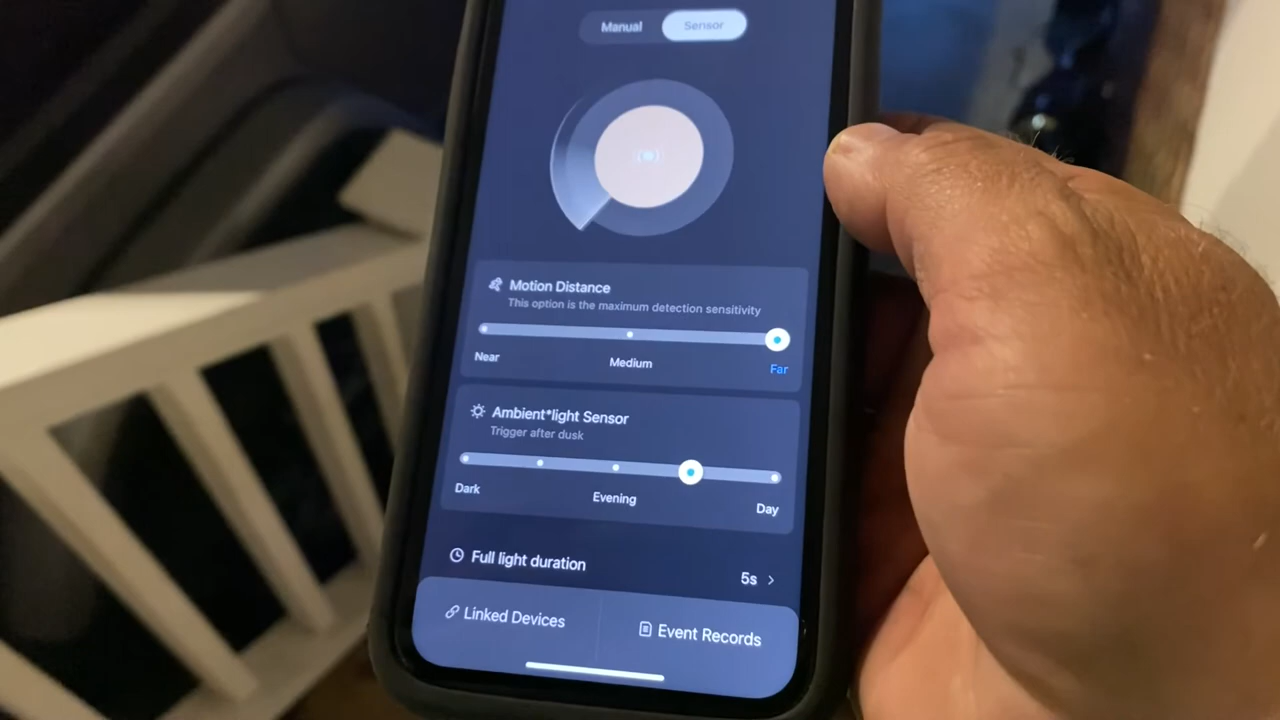 Manual Sensor
Motion Distance
This option is the maximum detection sensitivity
Near Medium Far
Ambient*light Sensor
Trigger after dusk
Dark Evening Day
Full light duration 5s >
Linked Devices Event Records